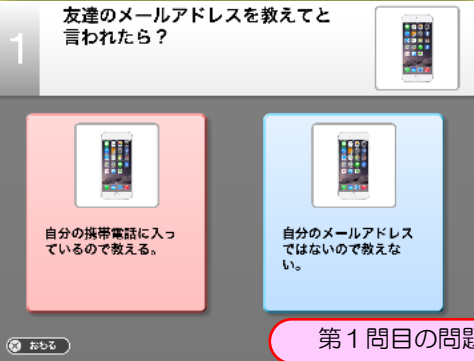 1
友達のメールアドレスを教えてと
言われたら？
自分の携帯電話に入っ
ているので教える。
自分のメールアドレス
ではないので教えな
い。
おわる
第１問目の問題